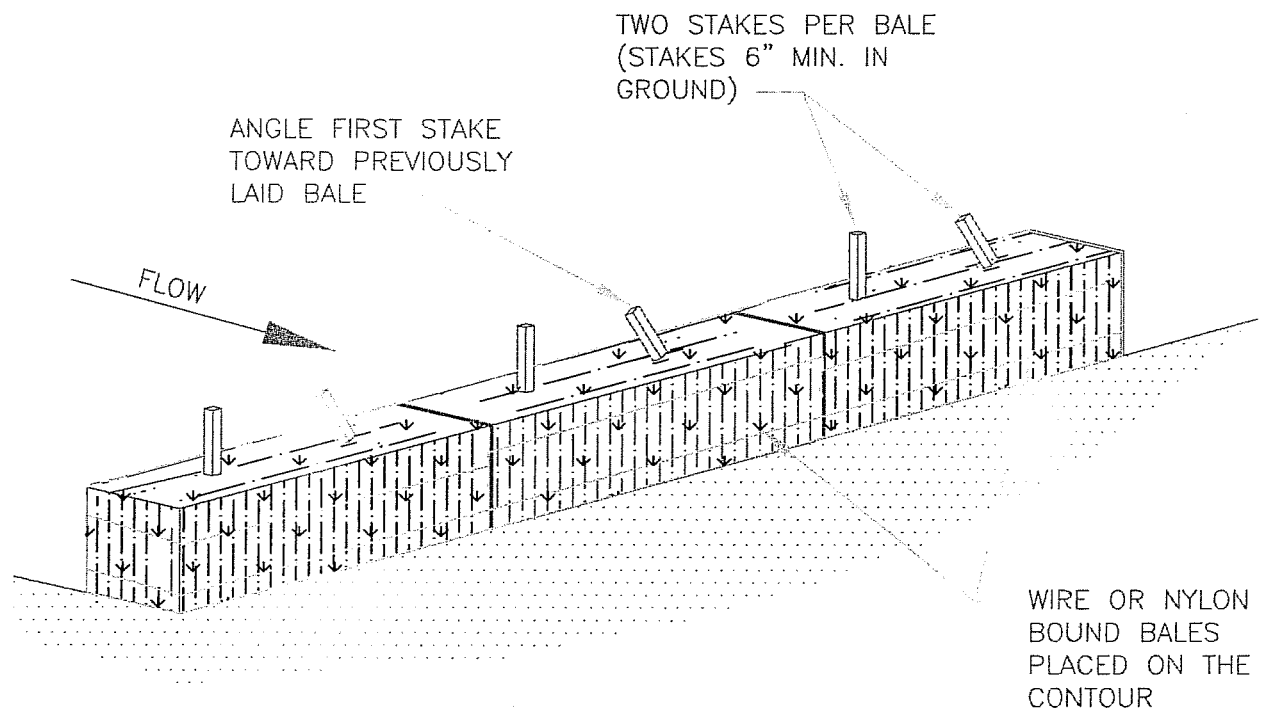 TWO STAKES PER BALE
(STAKES 6" MIN. IN
GROUND)
ANGLE FIRST STAKE
TOWARD PREVIOUSLY
LAID BALE
FLOW
WIRE OR NYLON
BOUND BALES
PLACED ON THE
CONTOUR